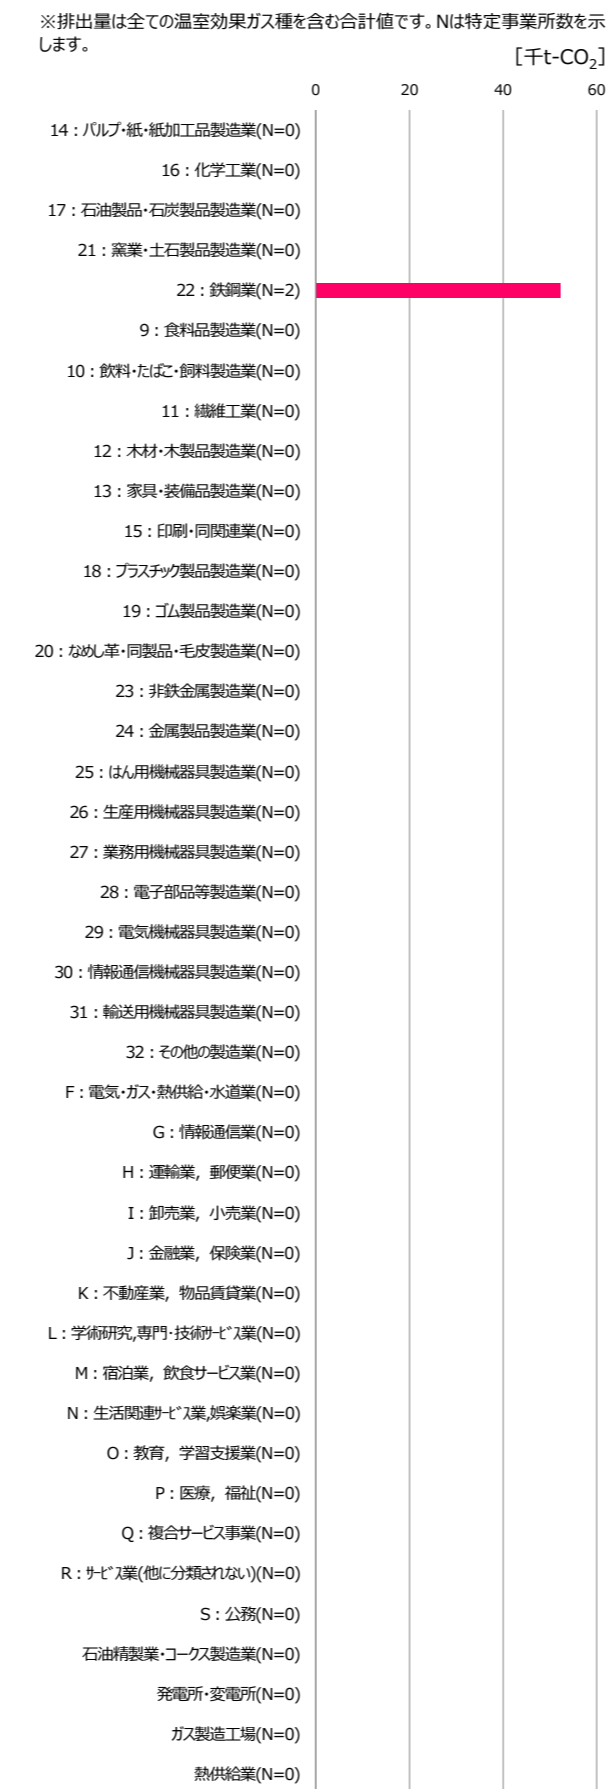 ※排出量は全ての温室効果ガス種を含む合計値です。Nは特定事業所数を示
します。
[千t-CO₂]
0 20 40 60
14：パルプ・紙・紙加工品製造業(N=0)
16：化学工業(N=0)
17：石油製品・石炭製品製造業(N=0)
21：窯業・土石製品製造業(N=0)
22：鉄鋼業(N=2)
9：食料品製造業(N=0)
10：飲料・たばこ・飼料製造業(N=0)
11：繊維工業(N=0)
12：木材・木製品製造業(N=0)
13：家具・装備品製造業(N=0)
15：印刷・同関連業(N=0)
18：プラスチック製品製造業(N=0)
19：ゴム製品製造業(N=0)
20：なめし革・同製品・毛皮製造業(N=0)
23：非鉄金属製造業(N=0)
24：金属製品製造業(N=0)
25：はん用機械器具製造業(N=0)
26：生産用機械器具製造業(N=0)
27：業務用機械器具製造業(N=0)
28：電子部品等製造業(N=0)
29：電気機械器具製造業(N=0)
30：情報通信機械器具製造業(N=0)
31：輸送用機械器具製造業(N=0)
32：その他の製造業(N=0)
F：電気・ガス・熱供給・水道業(N=0)
G：情報通信業(N=0)
H：運輸業，郵便業(N=0)
I：卸売業，小売業(N=0)
J：金融業，保険業(N=0)
K：不動産業，物品賃貸業(N=0)
L：学術研究,専門・技術ｻｰﾋﾞｽ業(N=0)
M：宿泊業，飲食サービス業(N=0)
N：生活関連ｻｰﾋﾞｽ業,娯楽業(N=0)
O：教育，学習支援業(N=0)
P：医療，福祉(N=0)
Q：複合サービス事業(N=0)
R：ｻｰﾋﾞｽ業(他に分類されない)(N=0)
S：公務(N=0)
石油精製業・コークス製造業(N=0)
発電所・変電所(N=0)
ガス製造工場(N=0)
熱供給業(N=0)